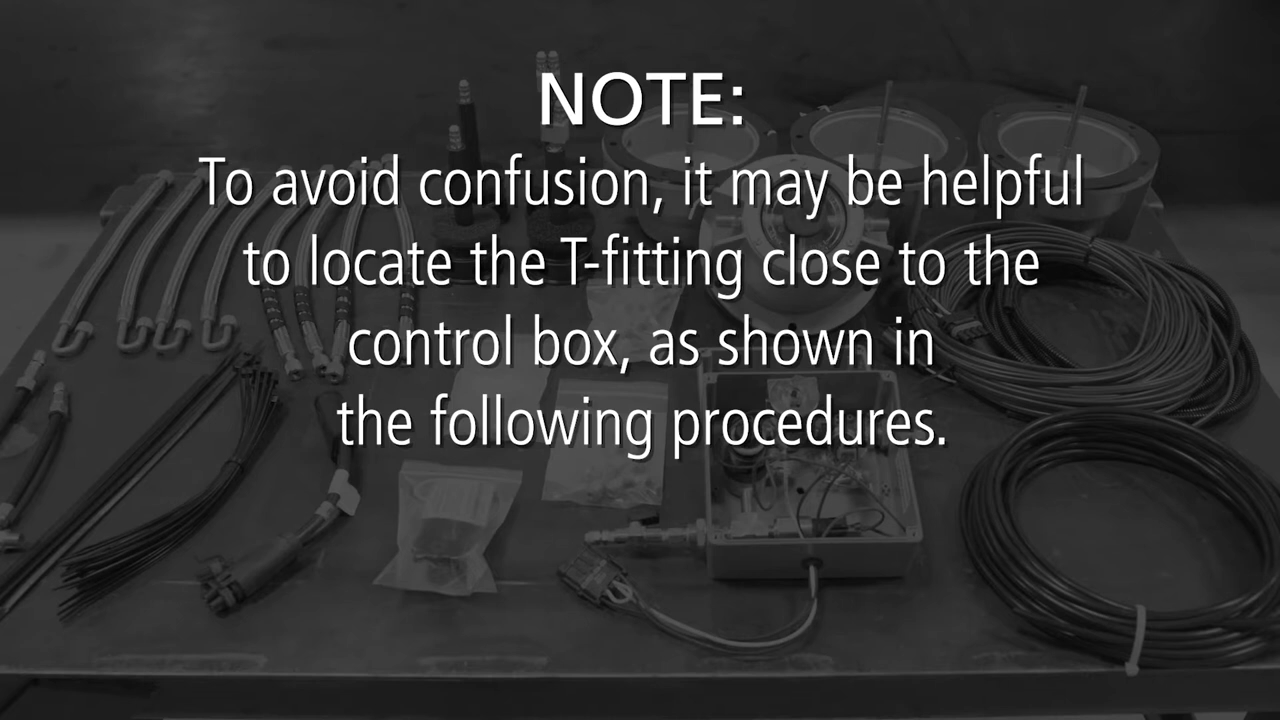 NOTE:
To avoid confusion, it may be helpful
to locate the T-fitting close to the
control box, as shown in
the following procedures.